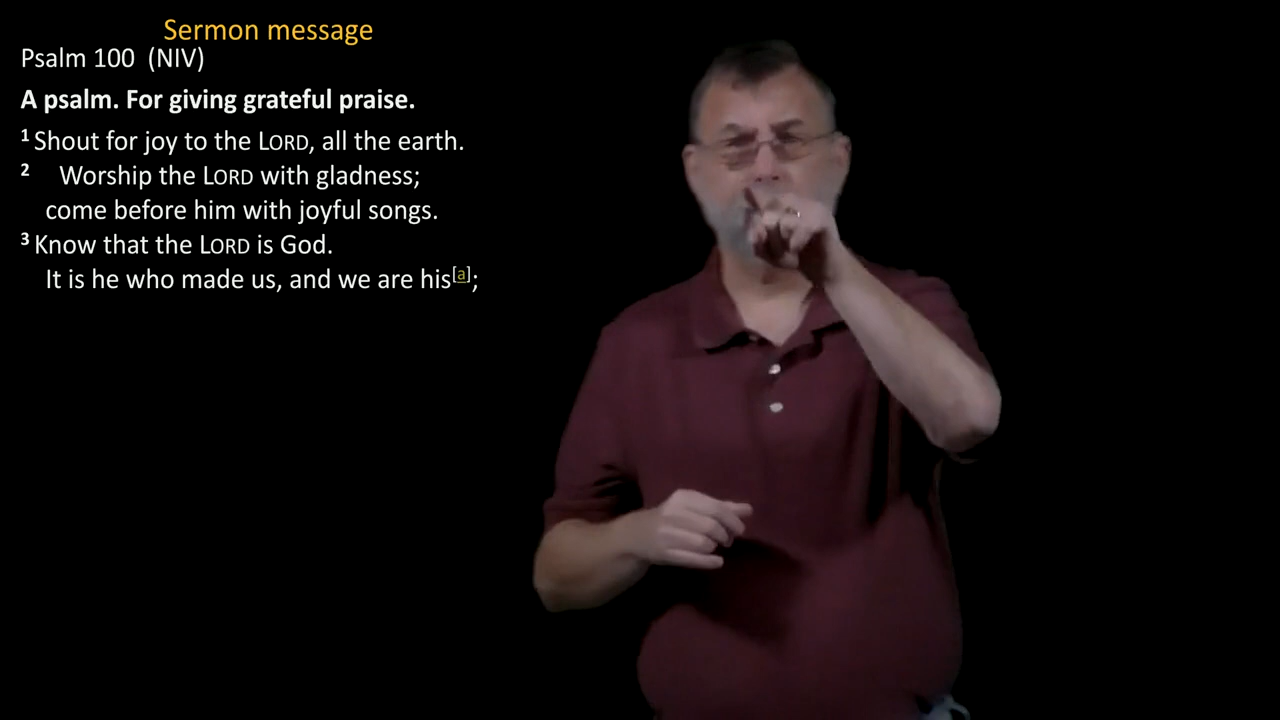 Sermon message
Psalm 100 (NIV)
A psalm. For giving grateful praise.
1 Shout for joy to the LORD, all the earth.
2 Worship the LORD with gladness;
come before him with joyful songs.
3 Know that the LORD is God.
It is he who made us, and we are his[a];